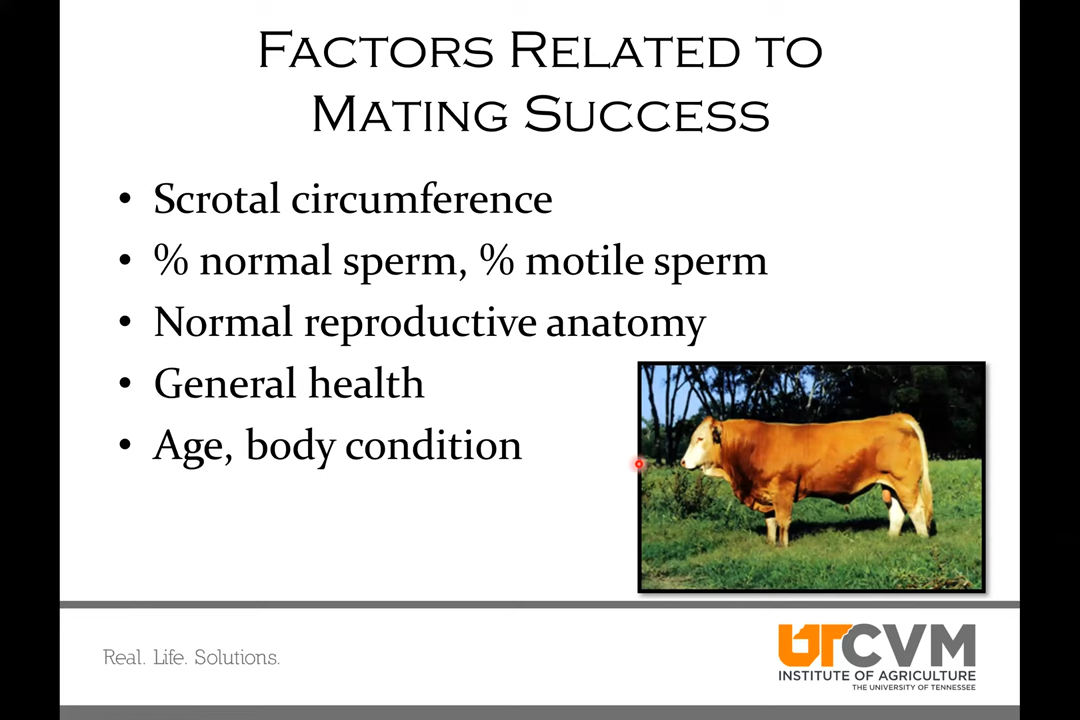 Factors Related to
Mating Success
• Scrotal circumference
• % normal sperm, % motile sperm
• Normal reproductive anatomy
• General health
• Age, body condition
Real. Life. Solutions.
UTCVM
INSTITUTE OF AGRICULTURE
THE UNIVERSITY OF TENNESSEE